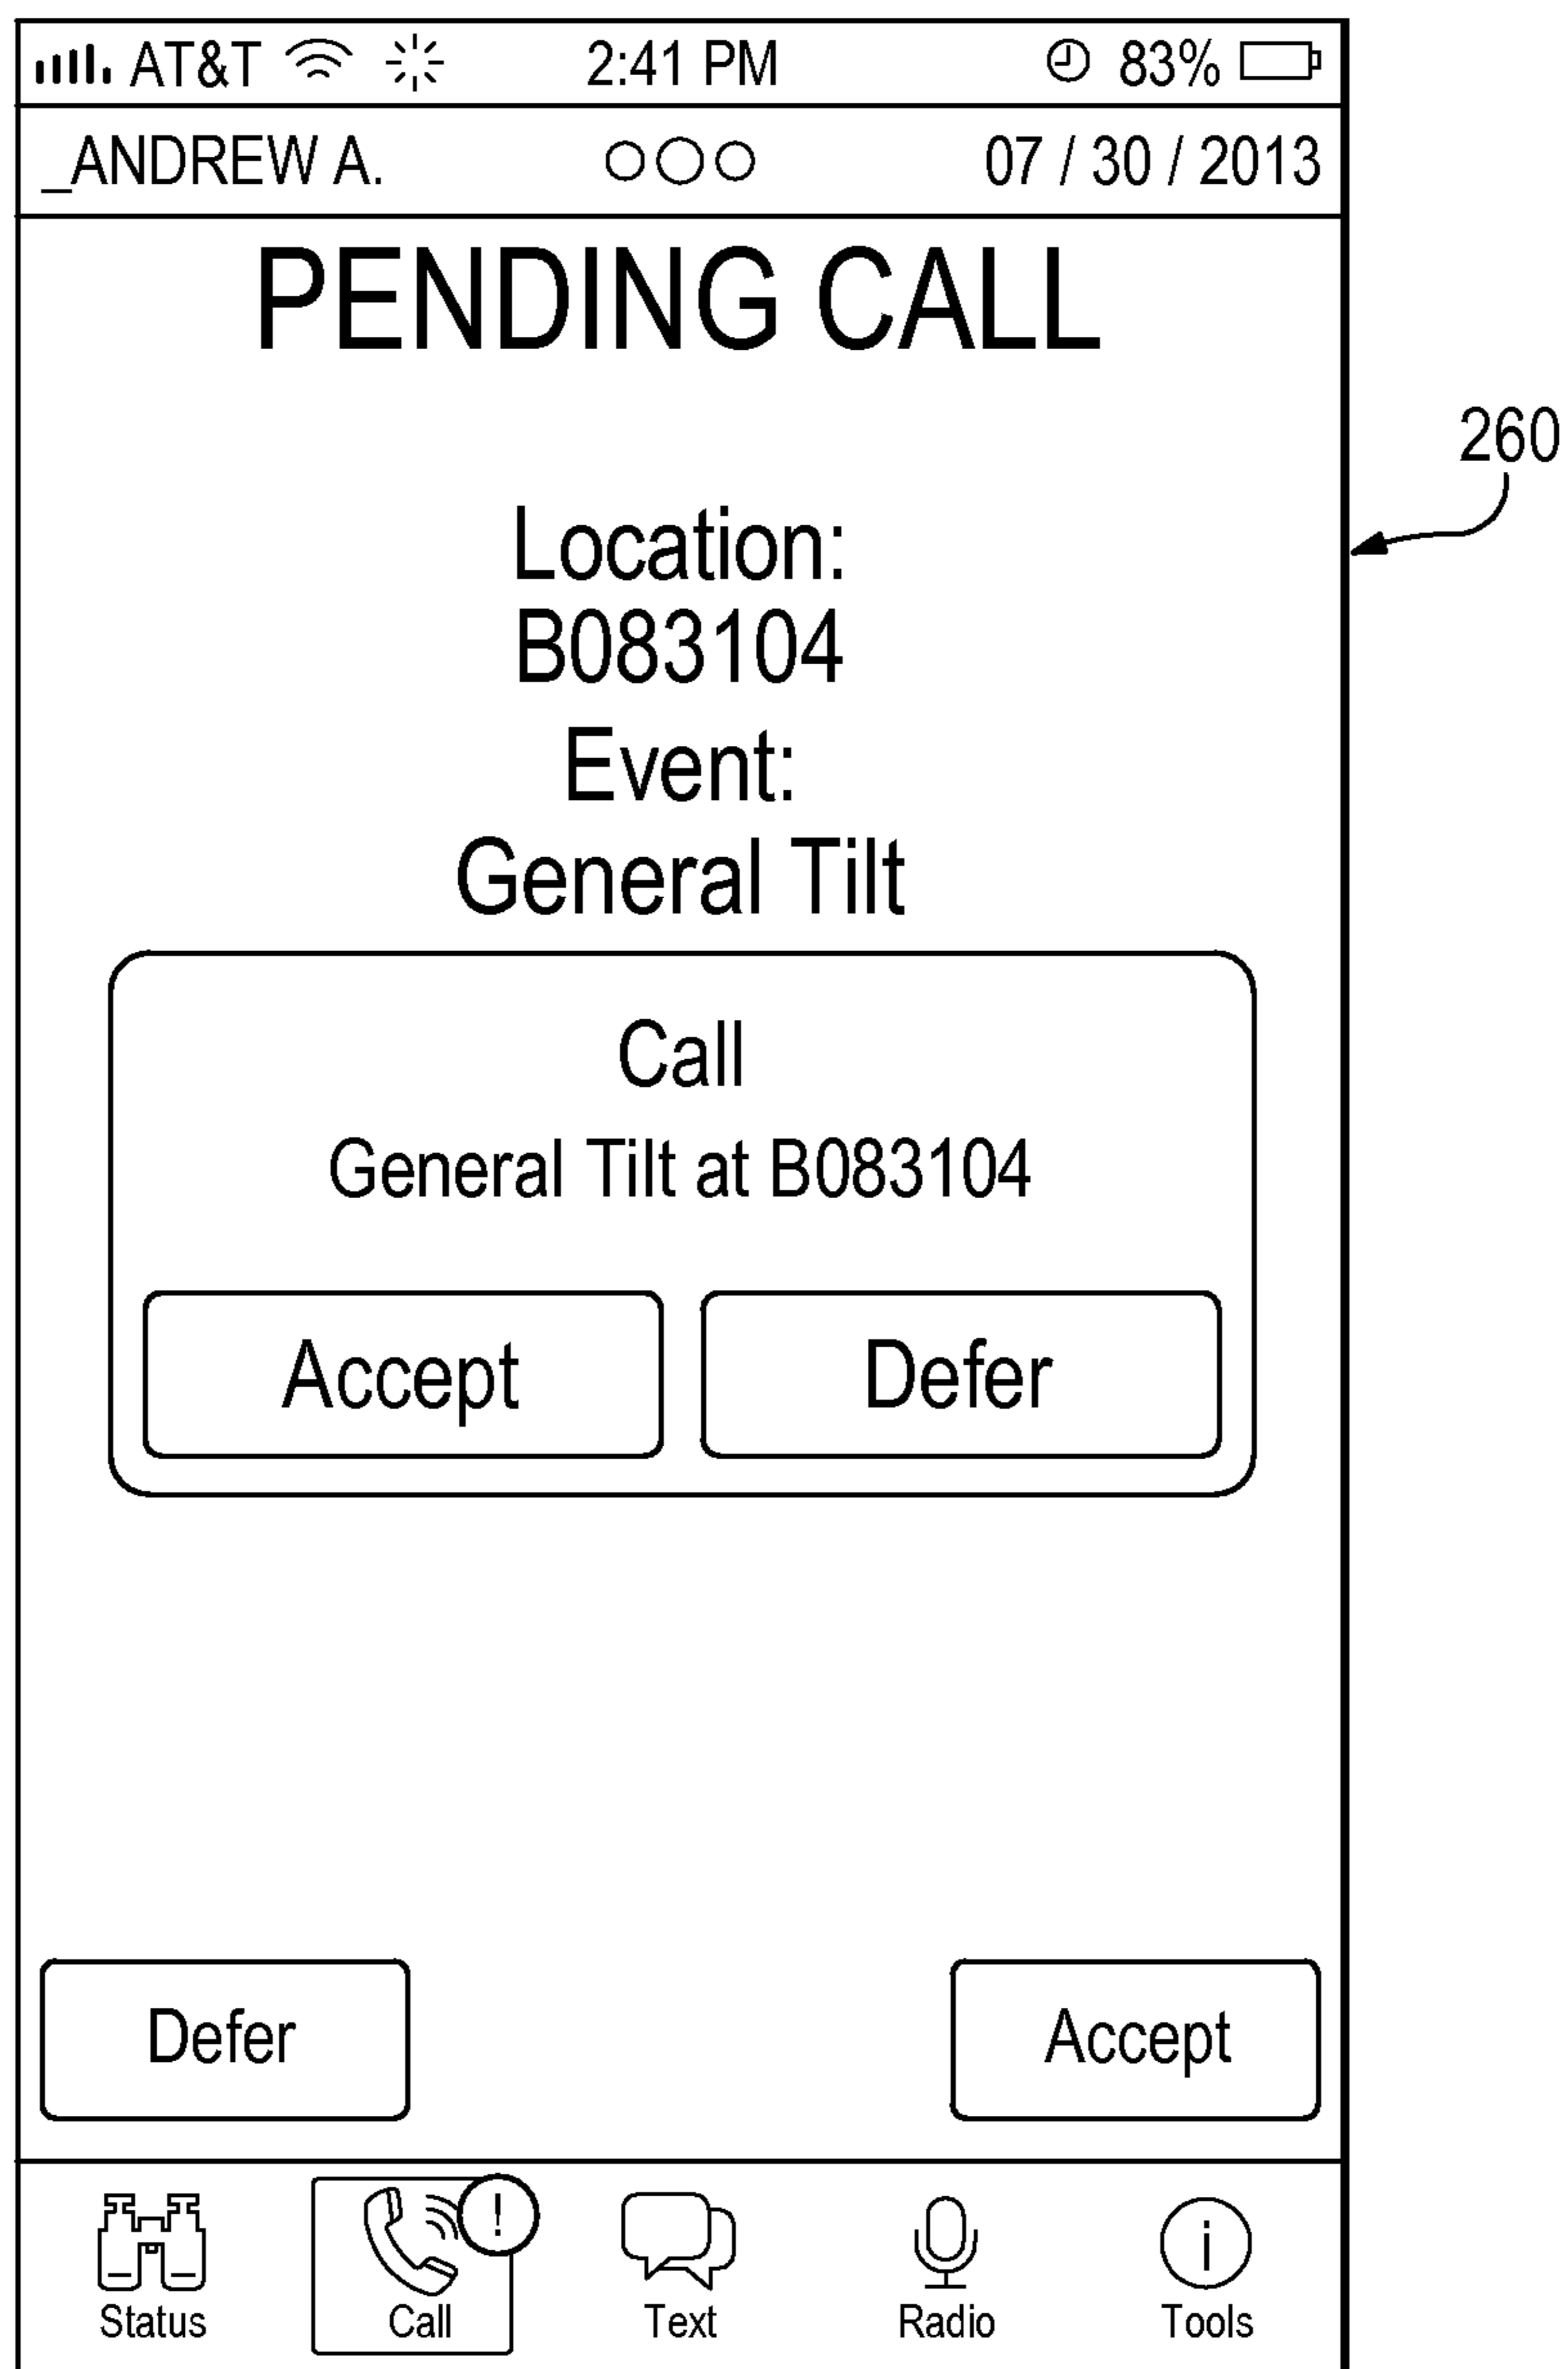 AT&T 2:41 PM 83%
_ANDREW A. 07 / 30 / 2013
PENDING CALL
260
Location:
B083104
Event:
General Tilt
Call
General Tilt at B083104
Accept Defer
Defer Accept
!
i
Status Call Text Radio Tools